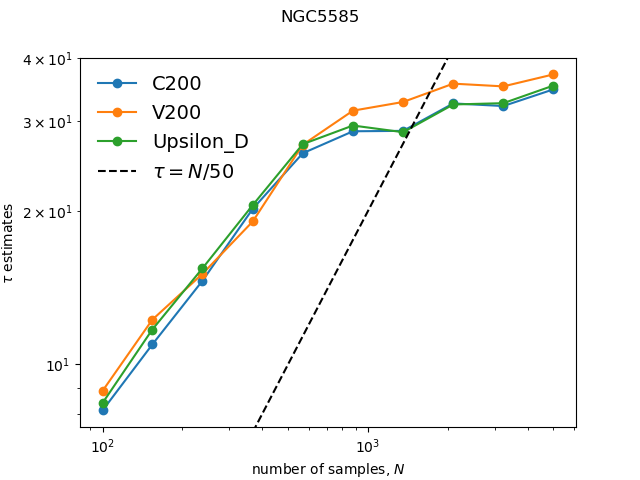 NGC5585
C200
V200
Upsilon_D
τ = N/50
4 × 10¹
3 × 10¹
2 × 10¹
10¹
τ estimates
10² 10³
number of samples, N